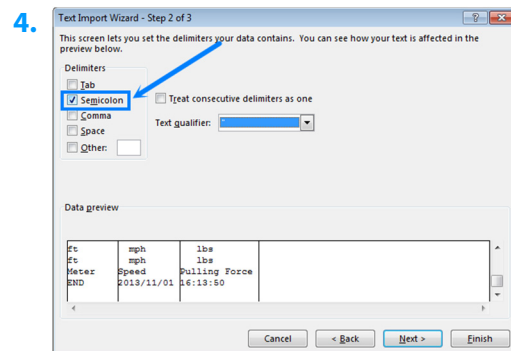 4.
Text Import Wizard - Step 2 of 3
This screen lets you set the delimiters your data contains. You can see how your text is affected in the
preview below.
Delimiters
Tab
Semicolon
Treat consecutive delimiters as one
Comma
Text qualifier: "
Space
Other:
Data preview
ft mph lbs
ft mph lbs
Meter Speed Pulling Force
END 2013/11/01 16:13:50
Cancel < Back Next > Finish